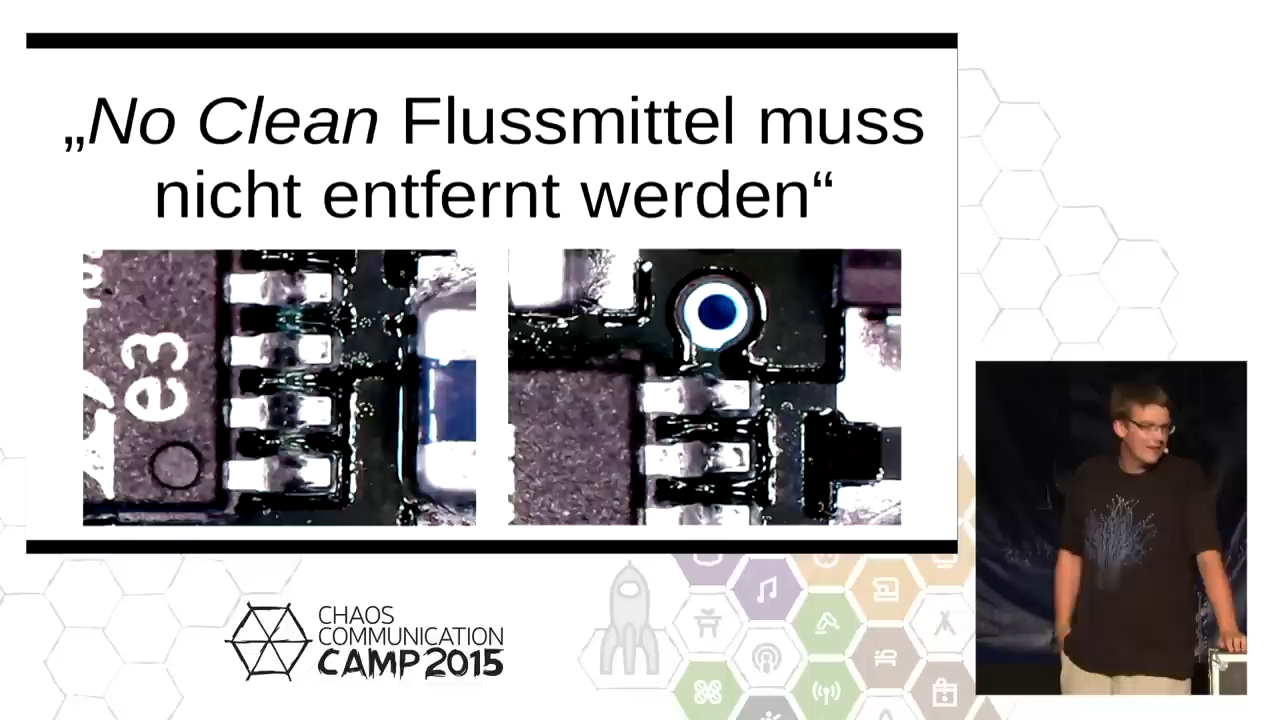 „No Clean Flussmittel muss
nicht entfernt werden“
e3
CHAOS
COMMUNICATION
CAMP 2015